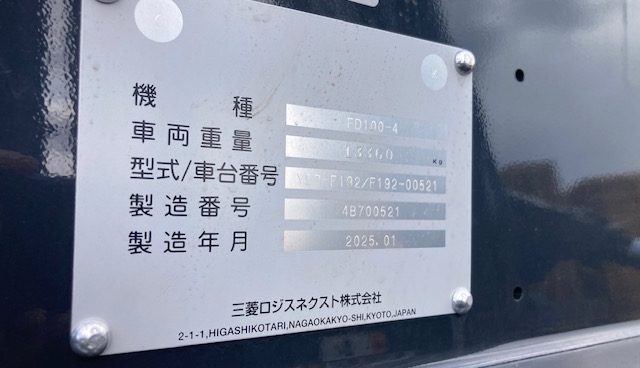 機種 FD100-4
車両重量 13360 kg
型式/車台番号 F192/F192-00521
製造番号 4B700521
製造年月 2025.01
三菱ロジスネクスト株式会社
2-1-1,HIGASHIKOTARI,NAGAOKAKYO-SHI,KYOTO,JAPAN